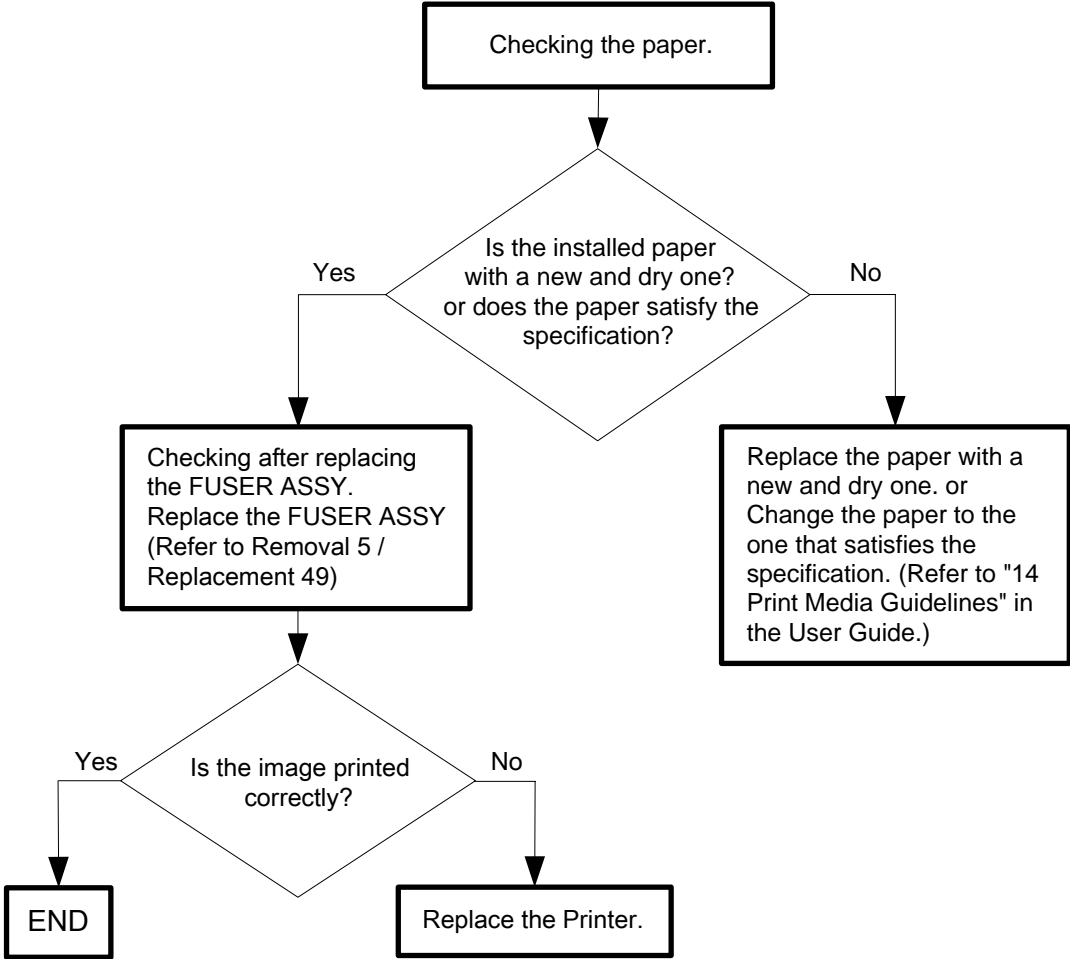 Checking the paper.
Is the installed paper
with a new and dry one?
or does the paper satisfy the
specification?
Yes
No
Checking after replacing
the FUSER ASSY.
Replace the FUSER ASSY
(Refer to Removal 5 /
Replacement 49)
Replace the paper with a
new and dry one. or
Change the paper to the
one that satisfies the
specification. (Refer to "14
Print Media Guidelines" in
the User Guide.)
Is the image printed
correctly?
Yes
No
END
Replace the Printer.